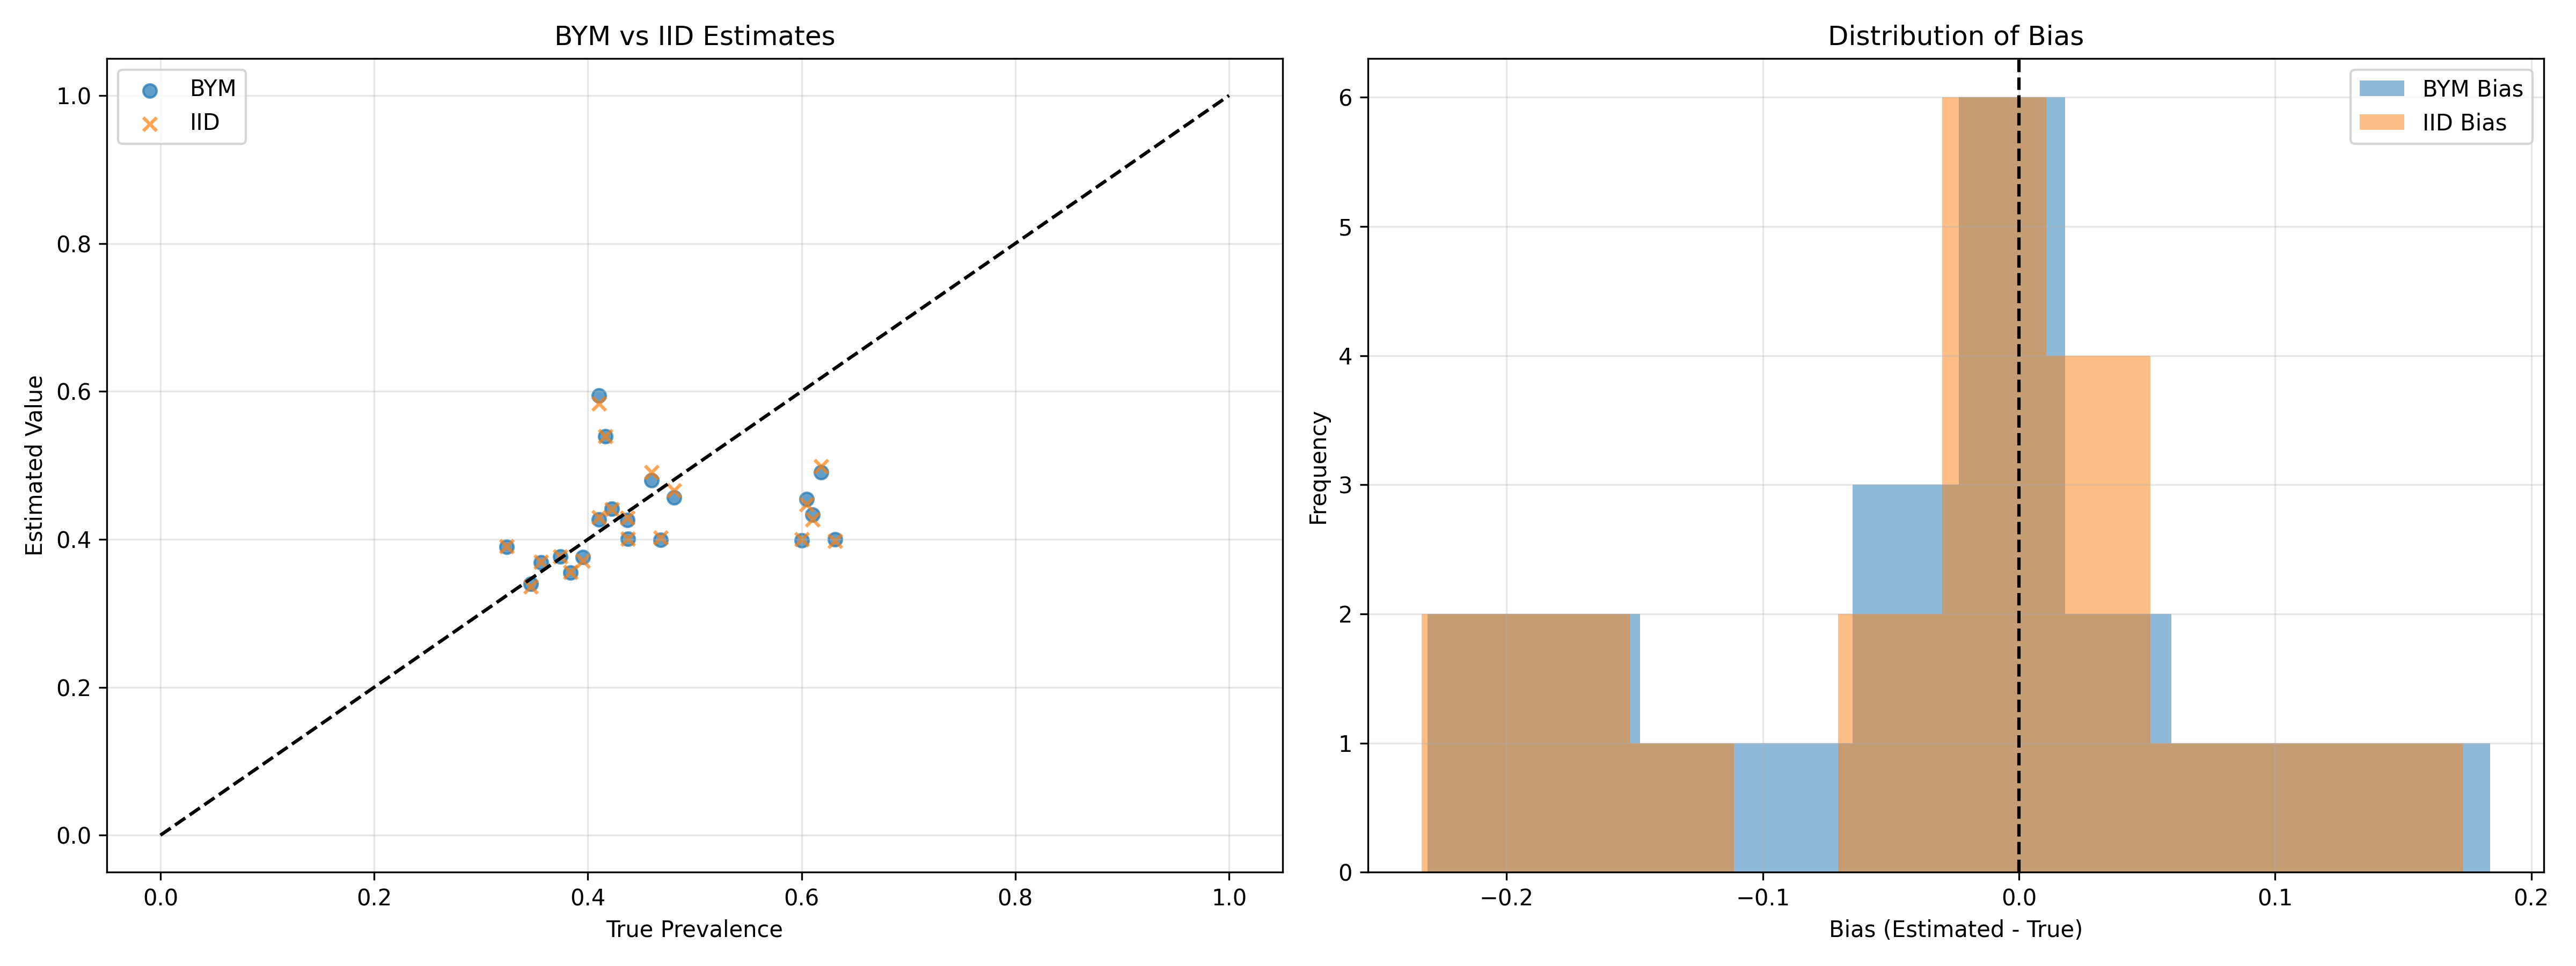 BYM vs IID Estimates
BYM
IID
Estimated Value
1.0
0.8
0.6
0.4
0.2
0.0
0.0 0.2 0.4 0.6 0.8 1.0
True Prevalence
Distribution of Bias
BYM Bias
IID Bias
Frequency
6
5
4
3
2
1
0
−0.2 −0.1 0.0 0.1 0.2
Bias (Estimated - True)